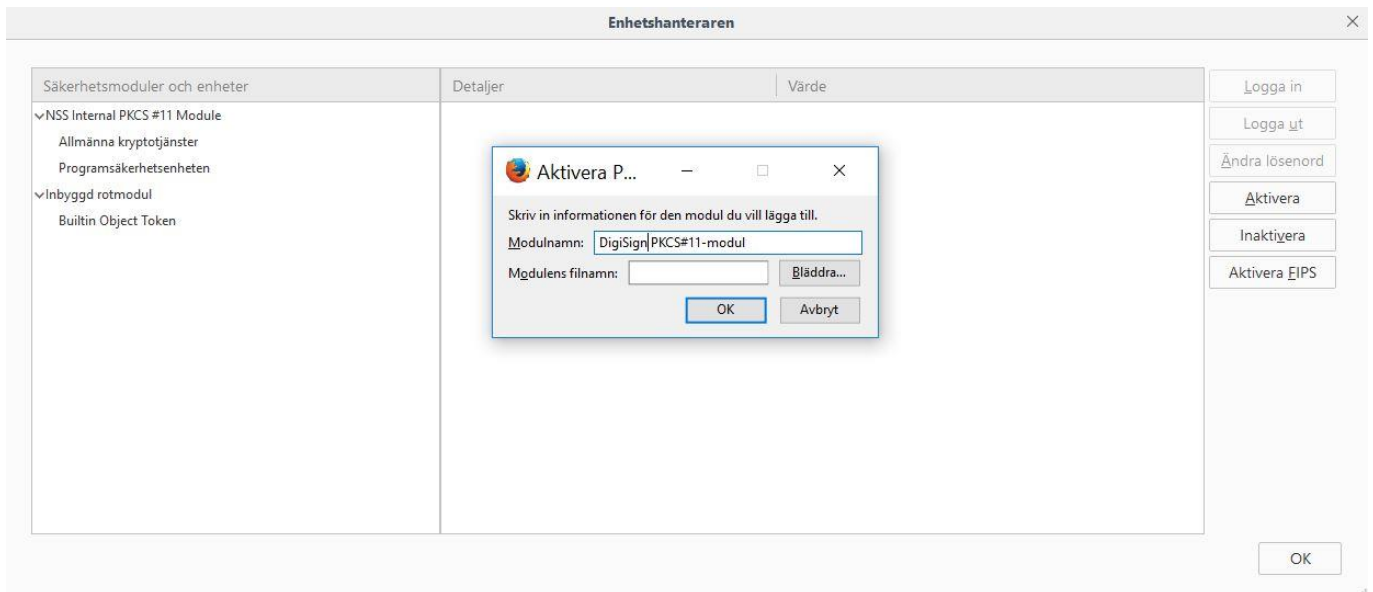 Enhetshanteraren
Säkerhetsmoduler och enheter
Detaljer
Värde
NSS Internal PKCS #11 Module
Allmänna kryptotjänster
Programsäkerhetsenheten
Inbyggd rotmodul
Builtin Object Token
Logga in
Logga ut
Ändra lösenord
Aktivera
Inaktivera
Aktivera FIPS
Aktivera P...
Skriv in informationen för den modul du vill lägga till.
Modulnamn: DigiSign PKCS#11-modul
Modulens filnamn: Bläddra...
OK Avbryt
OK